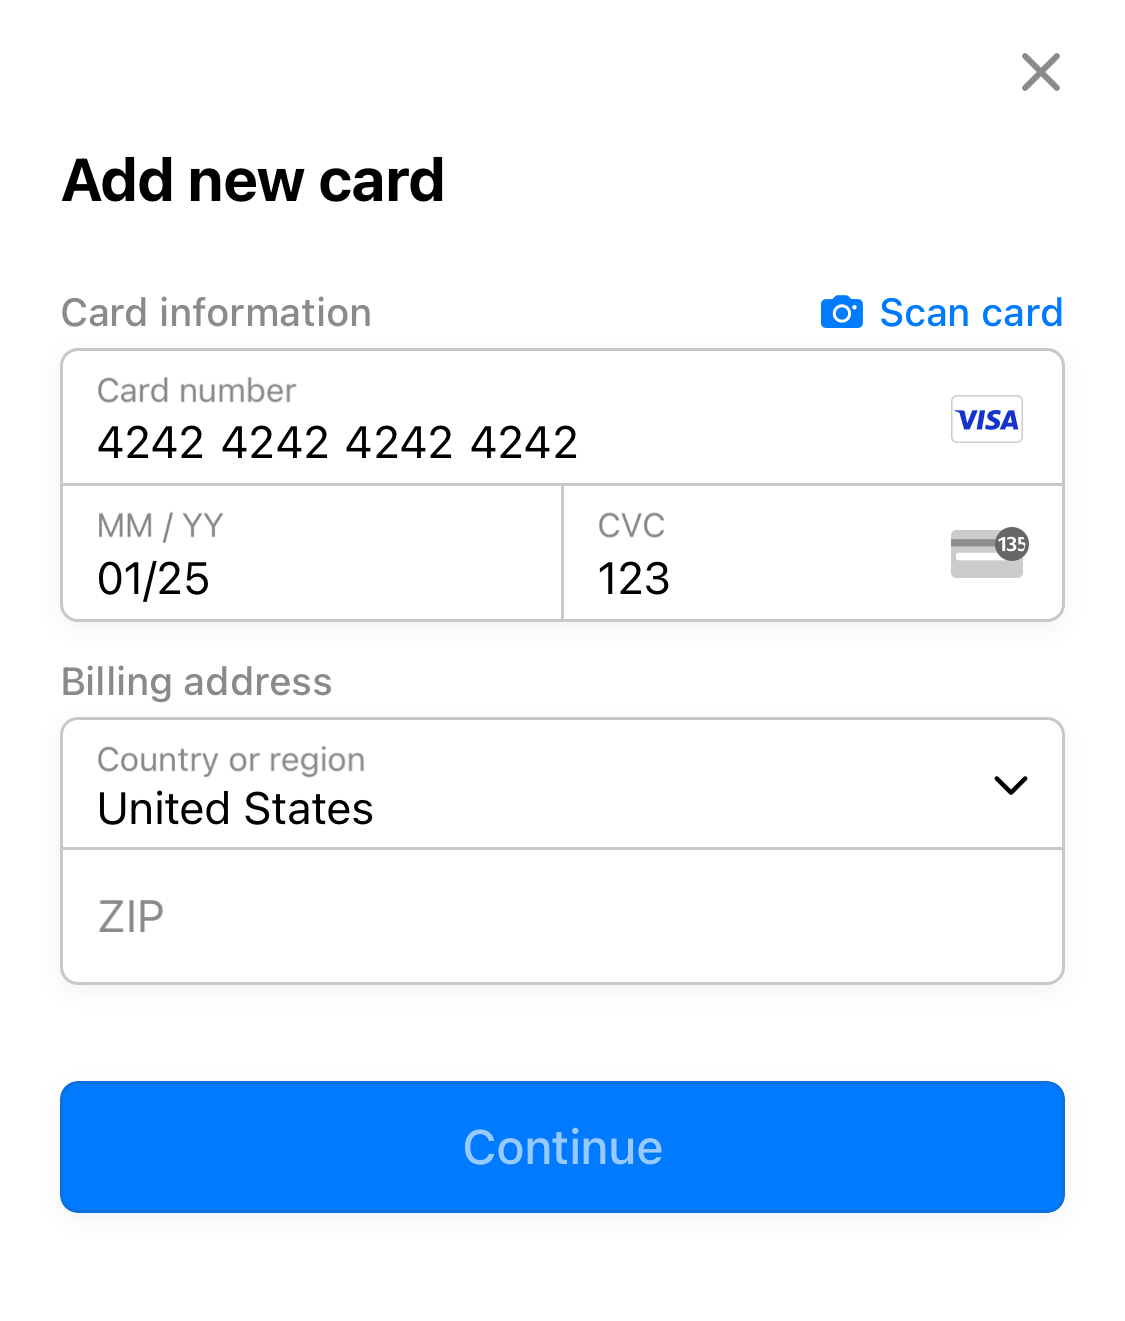 Add new card
Card information
Scan card
Card number
4242 4242 4242 4242
VISA
MM / YY
01/25
CVC
123
135
Billing address
Country or region
United States
ZIP
Continue